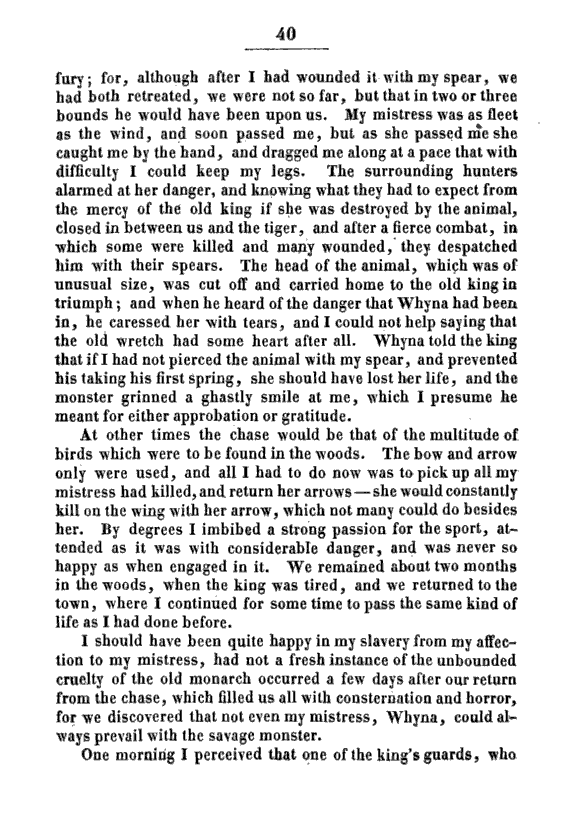 40
fury; for, although after I had wounded it with my spear, we
had both retreated, we were not so far, but that in two or three
bounds he would have been upon us. My mistress was as fleet
as the wind, and soon passed me, but as she passed me she
caught me by the hand, and dragged me along at a pace that with
difficulty I could keep my legs. The surrounding hunters
alarmed at her danger, and knowing what they had to expect from
the mercy of the old king if she was destroyed by the animal,
closed in between us and the tiger, and after a fierce combat, in
which some were killed and many wounded, they despatched
him with their spears. The head of the animal, which was of
unusual size, was cut off and carried home to the old king in
triumph; and when he heard of the danger that Whyna had been
in, he caressed her with tears, and I could not help saying that
the old wretch had some heart after all. Whyna told the king
that if I had not pierced the animal with my spear, and prevented
his taking his first spring, she should have lost her life, and the
monster grinned a ghastly smile at me, which I presume he
meant for either approbation or gratitude.
At other times the chase would be that of the multitude of
birds which were to be found in the woods. The bow and arrow
only were used, and all I had to do now was to pick up all my
mistress had killed, and return her arrows—she would constantly
kill on the wing with her arrow, which not many could do besides
her. By degrees I imbibed a strong passion for the sport, at-
tended as it was with considerable danger, and was never so
happy as when engaged in it. We remained about two months
in the woods, when the king was tired, and we returned to the
town, where I continued for some time to pass the same kind of
life as I had done before.
I should have been quite happy in my slavery from my affec-
tion to my mistress, had not a fresh instance of the unbounded
cruelty of the old monarch occurred a few days after our return
from the chase, which filled us all with consternation and horror,
for we discovered that not even my mistress, Whyna, could al-
ways prevail with the savage monster.
One morning I perceived that one of the king's guards, who